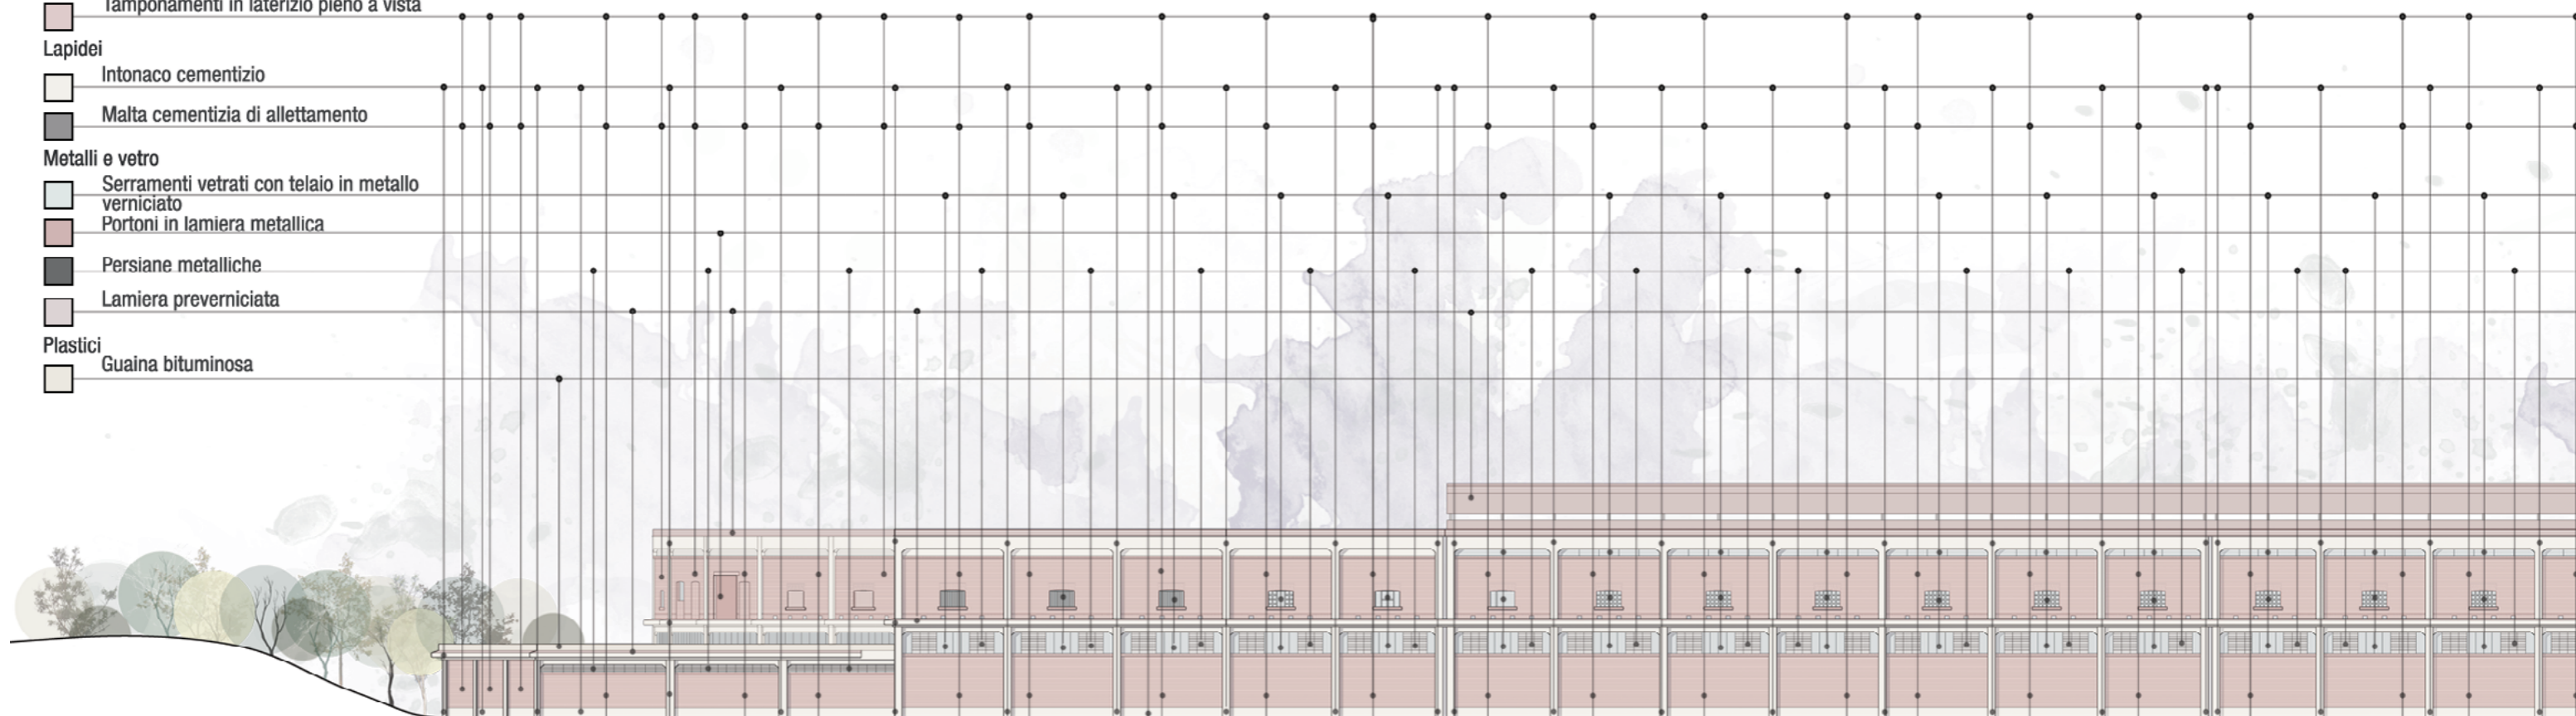 Tamponamenti in laterizio pieno a vista
Lapidei
Intonaco cementizio
Malta cementizia di allettamento
Metalli e vetro
Serramenti vetrati con telaio in metallo
verniciato
Portoni in lamiera metallica
Persiane metalliche
Lamiera preverniciata
Plastici
Guaina bituminosa